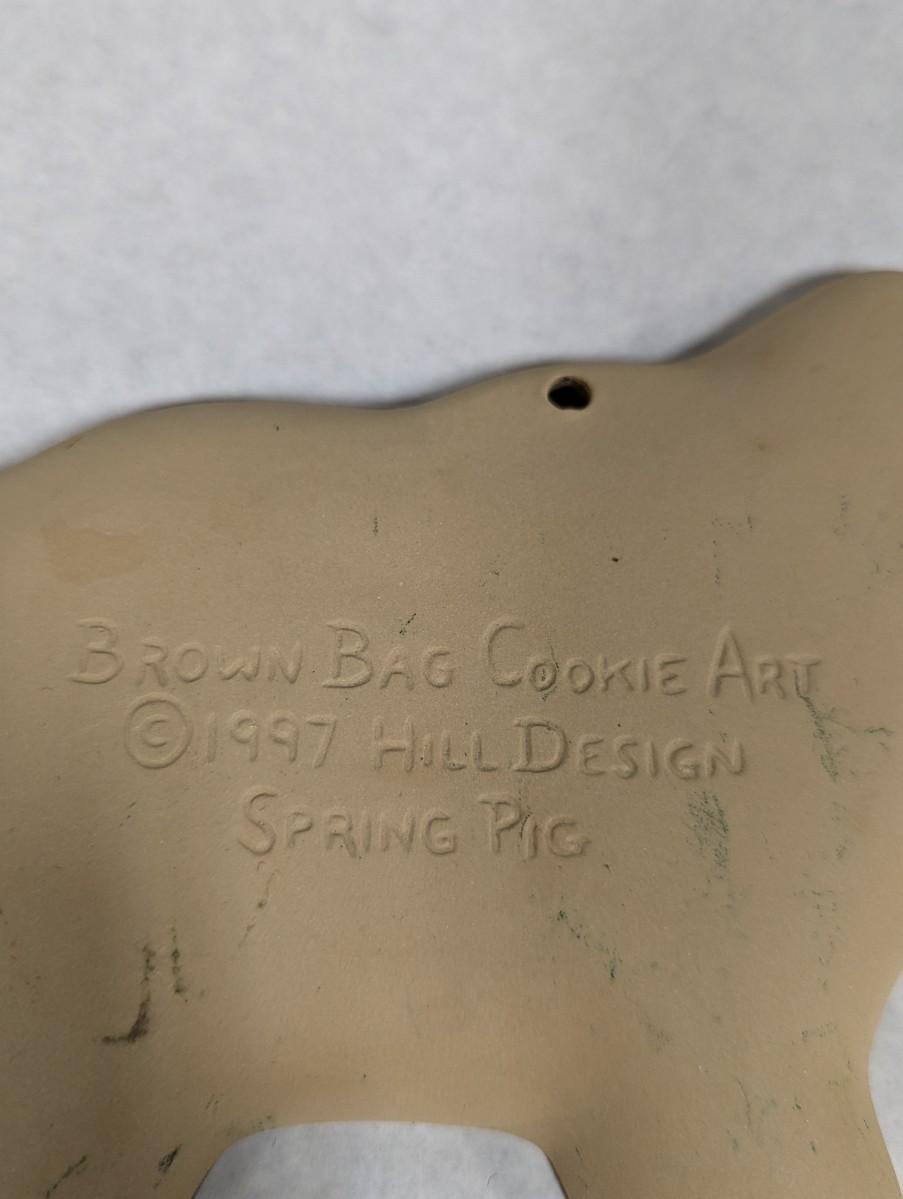 Brown Bag Cookie Art
©1997 Hill Design
Spring Pig